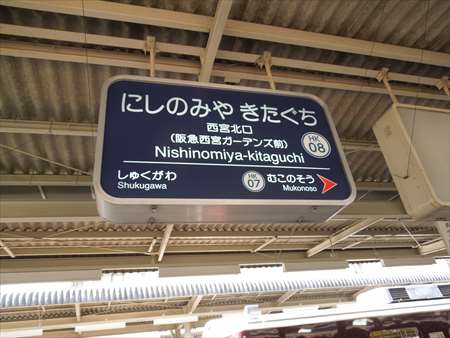 にしのみや きたぐち
西宮北口
(阪急西宮ガーデンズ前)
Nishinomiya-kitaguchi
HK
08
しゅくがわ
Shukugawa
HK
07
むこのそう
Mukonoso